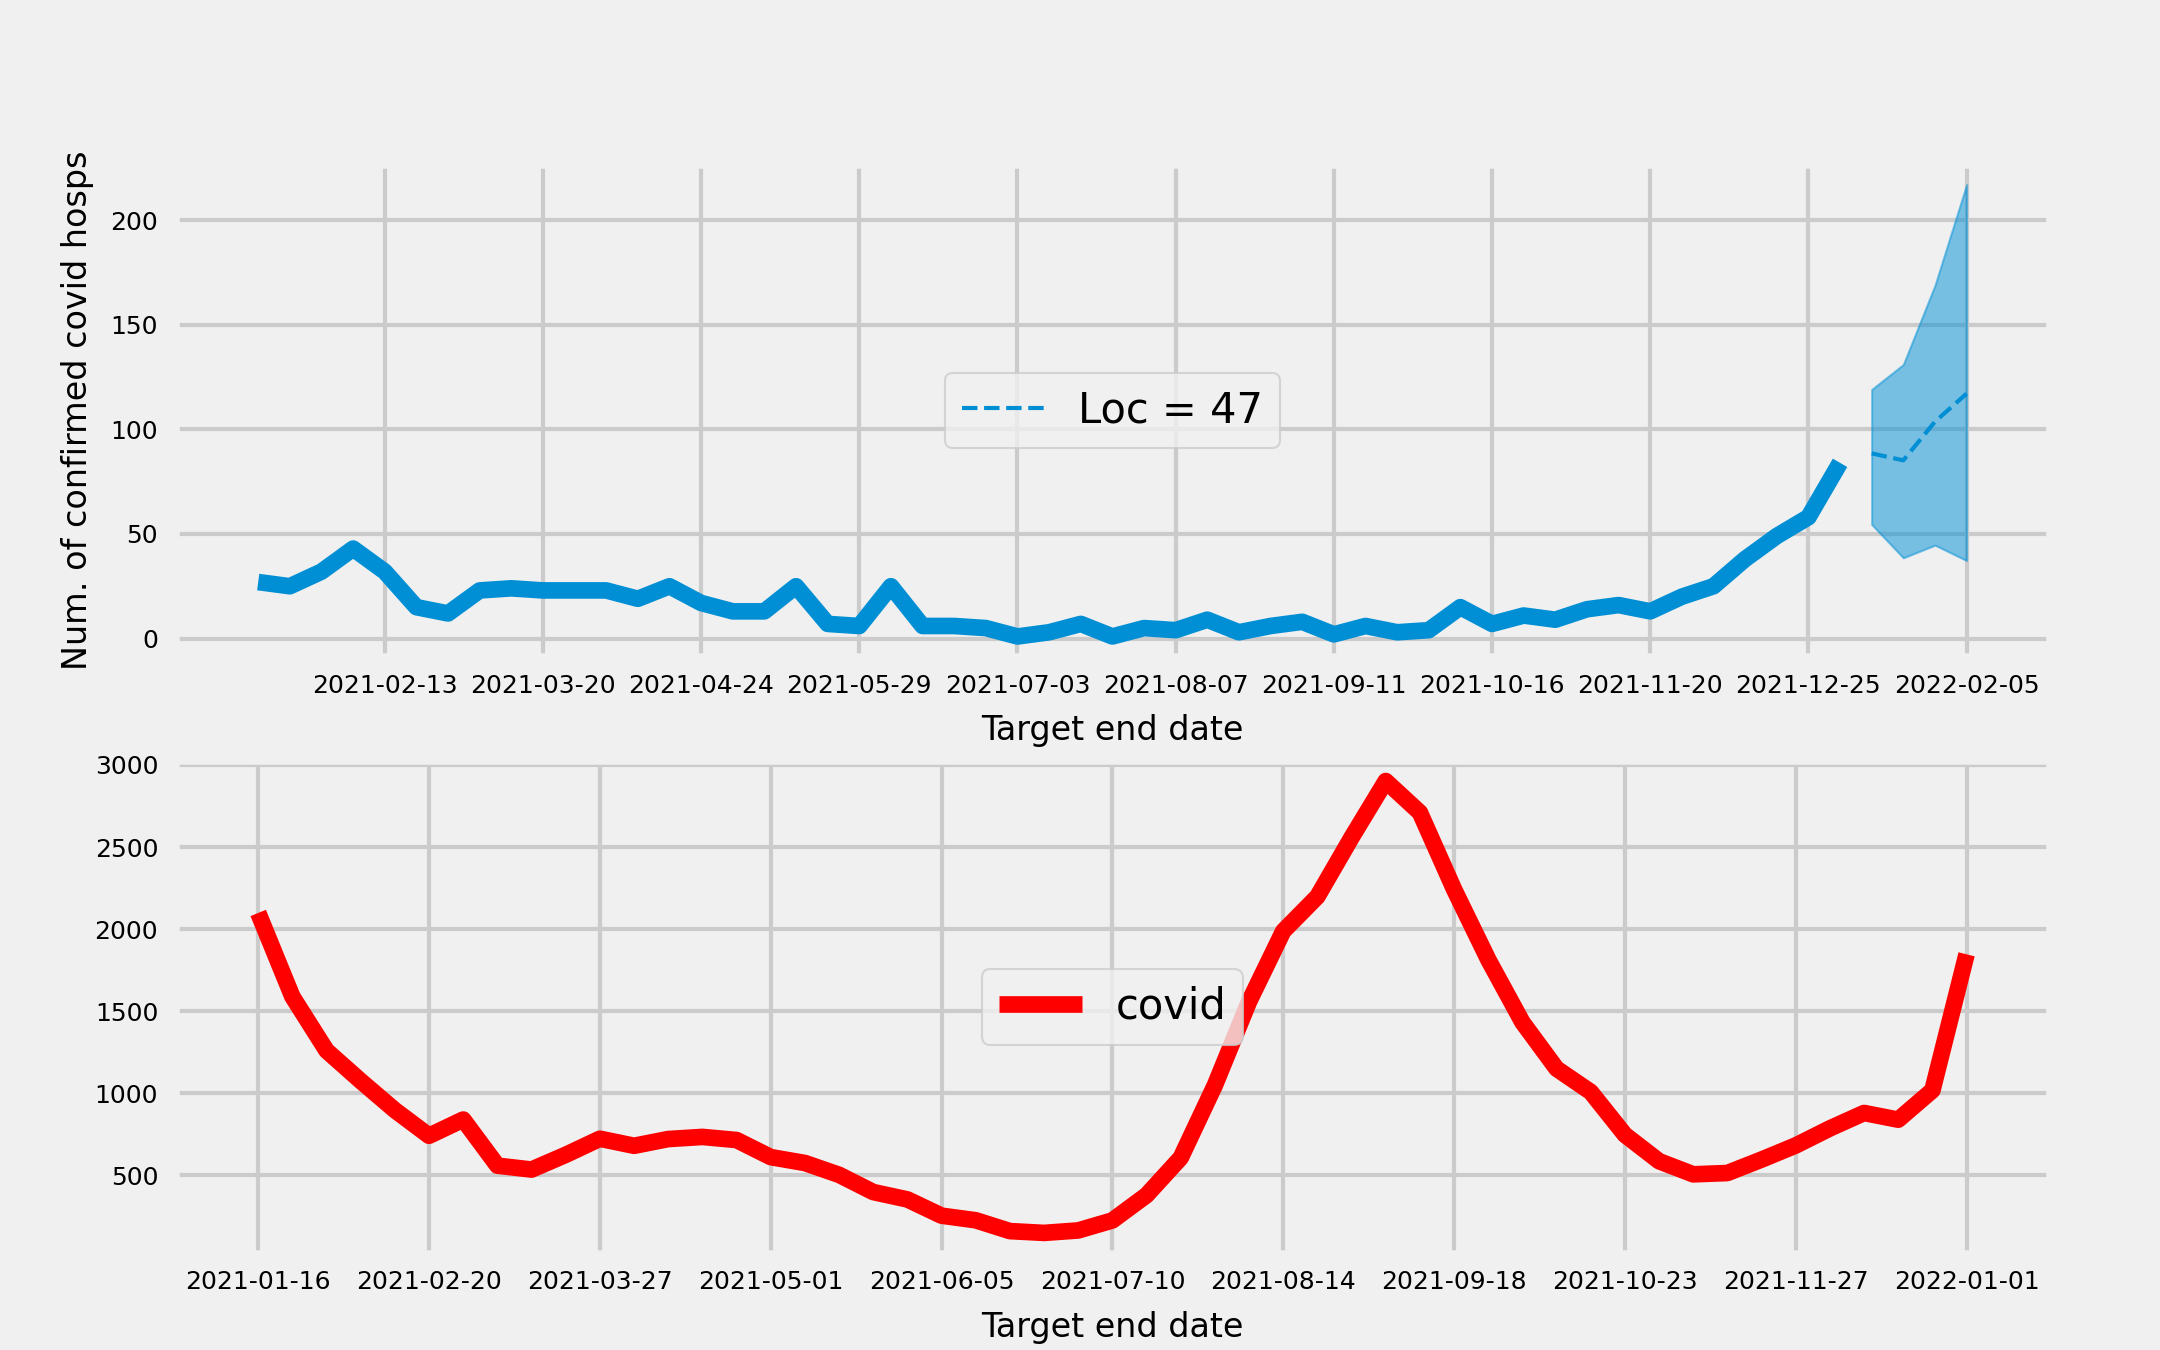 Num. of confirmed covid hosps
200
150
100
50
0
Loc = 47
2021-02-13 2021-03-20 2021-04-24 2021-05-29 2021-07-03 2021-08-07 2021-09-11 2021-10-16 2021-11-20 2021-12-25 2022-02-05
Target end date
3000
2500
2000
1500
1000
500
covid
2021-01-16 2021-02-20 2021-03-27 2021-05-01 2021-06-05 2021-07-10 2021-08-14 2021-09-18 2021-10-23 2021-11-27 2022-01-01
Target end date